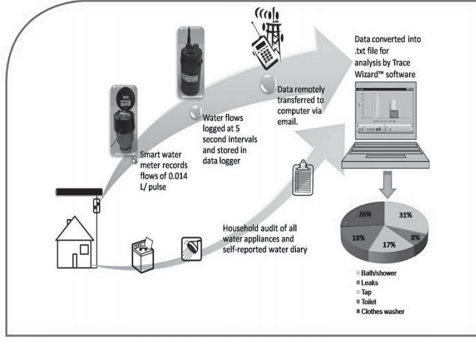 Data converted into
.txt file for
analysis by Trace
Wizard™ software
Data remotely
transferred to
computer via
email.
Water flows
logged at 5
second intervals
and stored in
data logger
Smart water
meter records
flows of 0.014
L/ pulse
Household audit of all
water appliances and
self-reported water diary
26%
31%
18%
17%
8%
Bath/shower
Leaks
Tap
Toilet
Clothes washer